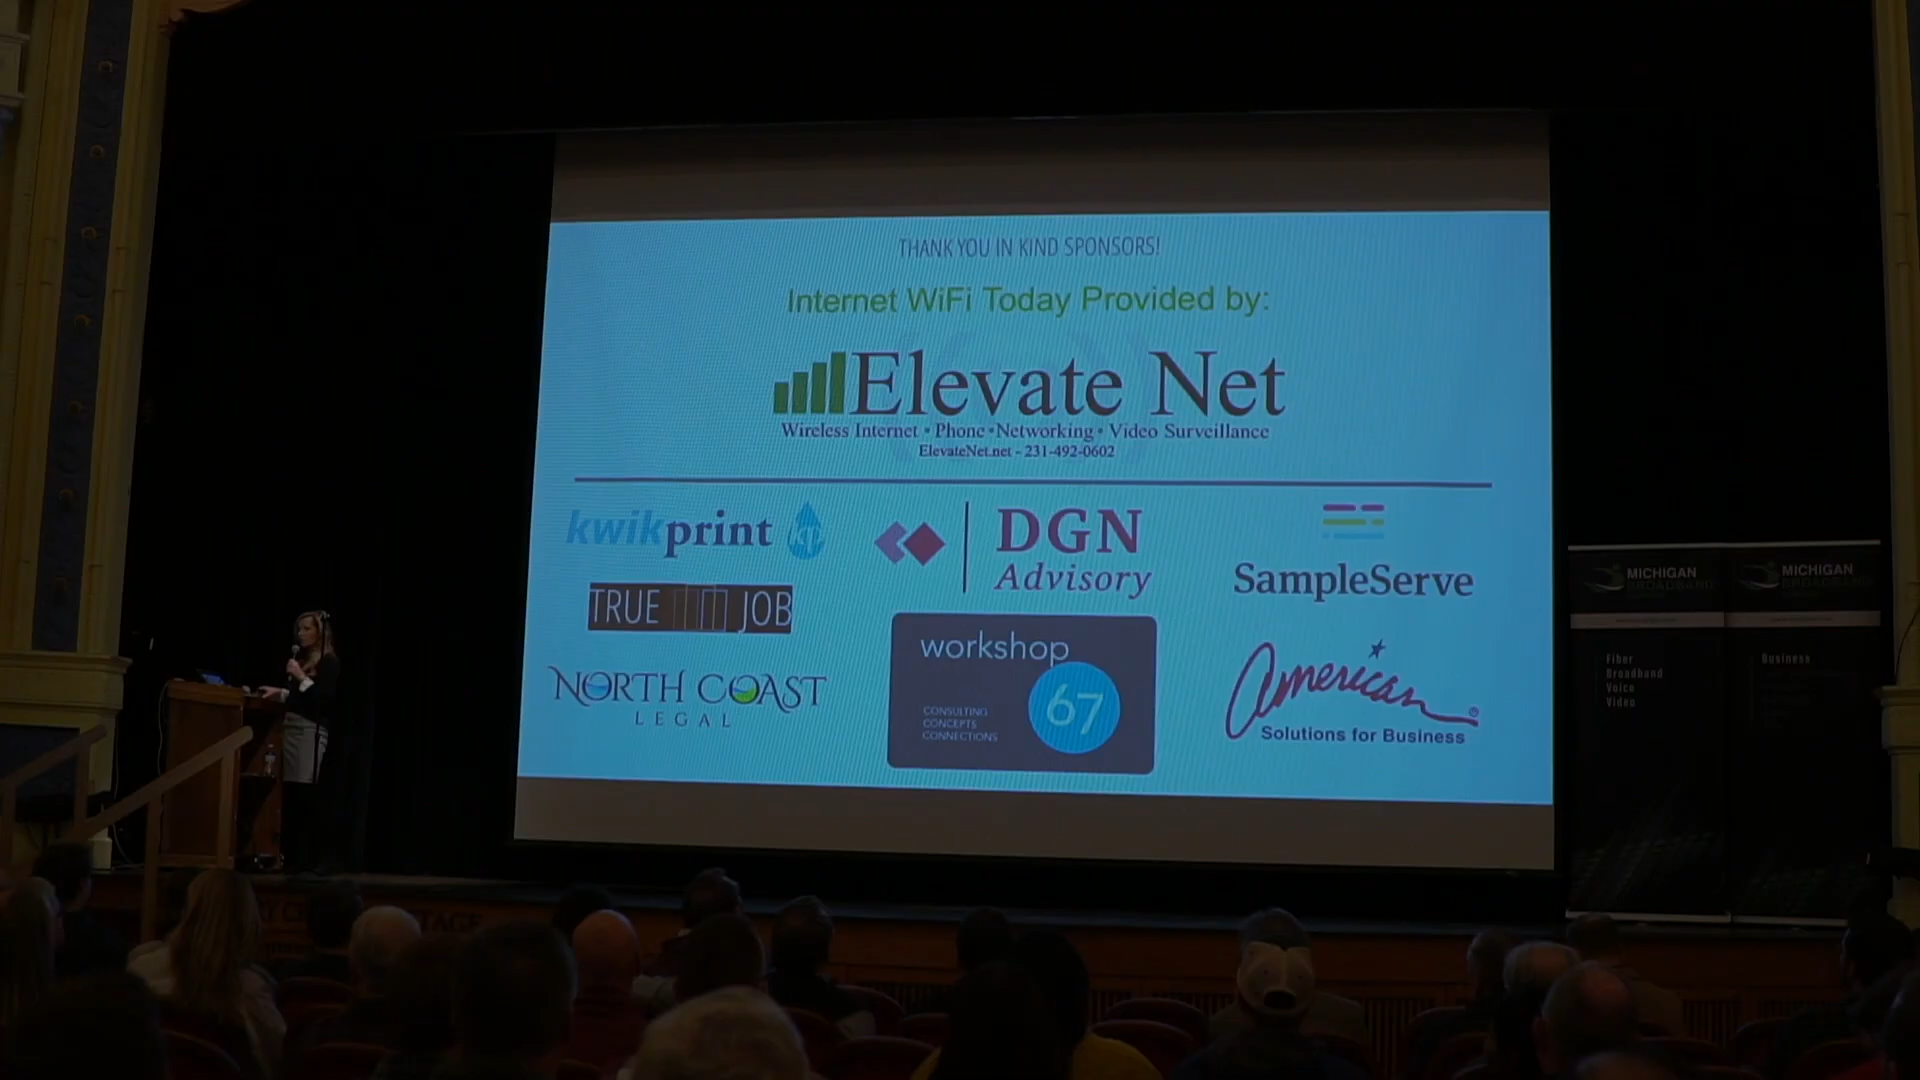 THANK YOU IN KIND SPONSORS!
Internet WiFi Today Provided by:
Elevate Net
Wireless Internet • Phone • Networking • Video Surveillance
ElevateNet.net - 231-492-0602
kwikprint
DGN
Advisory
SampleServe
TRUE
JOB
NORTH COAST
LEGAL
workshop
67
CONSULTING
CONCEPTS
CONNECTIONS
American
®
Solutions for Business
MICHIGAN
BROADBAND
Fiber
Broadband
Voice
Video
MICHIGAN
BROADBAND
Business